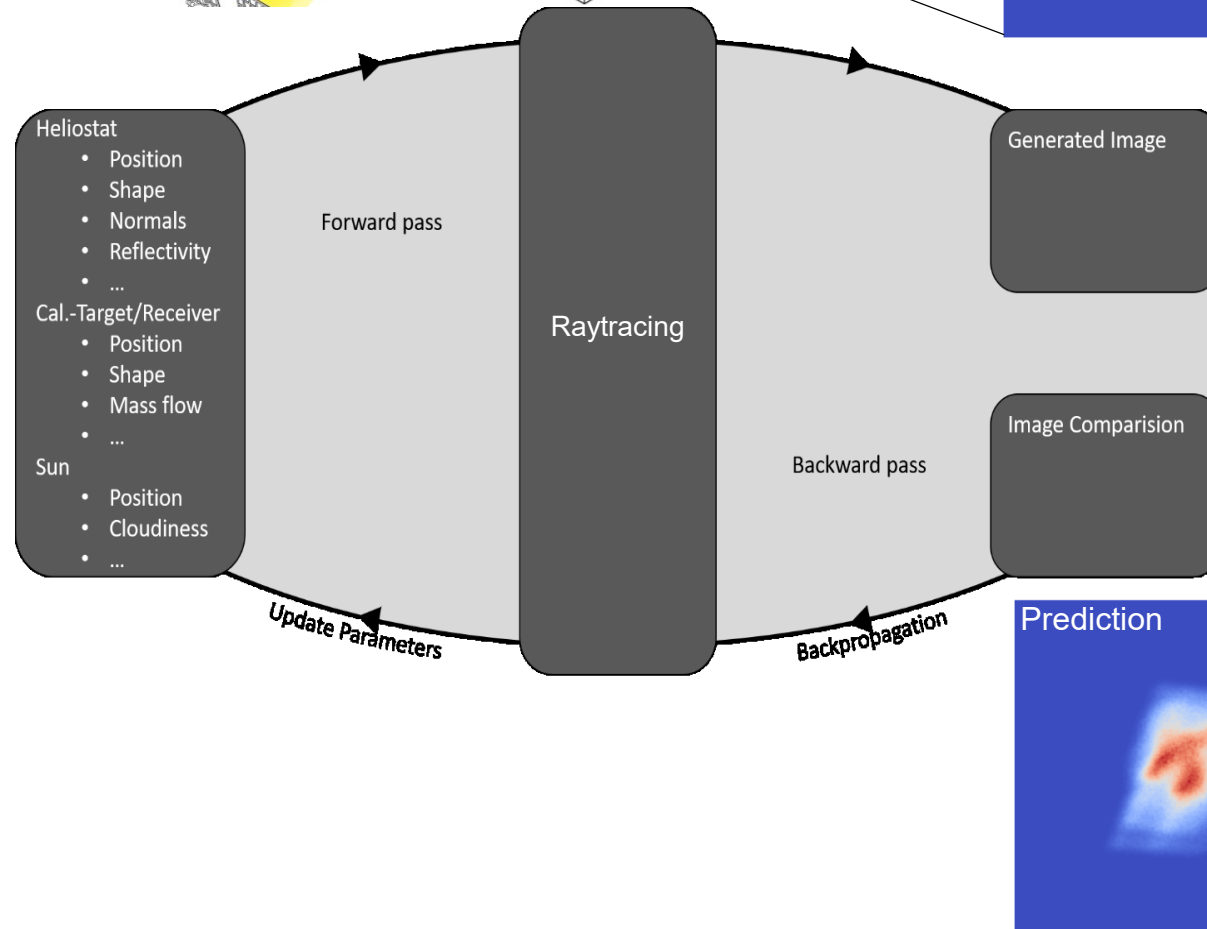 Heliostat
• Position
• Shape
• Normals
• Reflectivity
• ...
Cal.-Target/Receiver
• Position
• Shape
• Mass flow
• ...
Sun
• Position
• Cloudiness
• ...
Forward pass
Raytracing
Generated Image
Image Comparision
Backward pass
Update Parameters
Backpropagation
Prediction